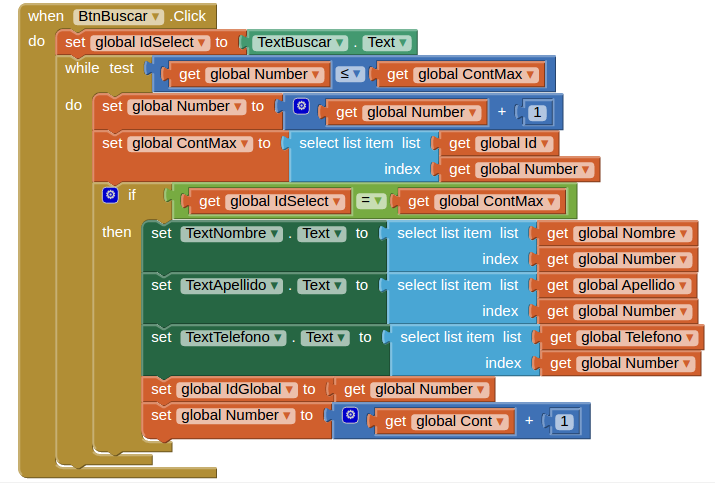 when BtnBuscar ▾ .Click
do set global IdSelect ▾ to TextBuscar ▾ . Text ▾
while test get global Number ▾ ≤ ▾ get global ContMax ▾
do set global Number ▾ to get global Number ▾ + 1
set global ContMax ▾ to select list item list get global Id ▾
index get global Number ▾
if get global IdSelect ▾ = ▾ get global ContMax ▾
then set TextNombre ▾ . Text ▾ to select list item list get global Nombre ▾
index get global Number ▾
set TextApellido ▾ . Text ▾ to select list item list get global Apellido ▾
index get global Number ▾
set TextTelefono ▾ . Text ▾ to select list item list get global Telefono ▾
index get global Number ▾
set global IdGlobal ▾ to get global Number ▾
set global Number ▾ to get global Cont ▾ + 1